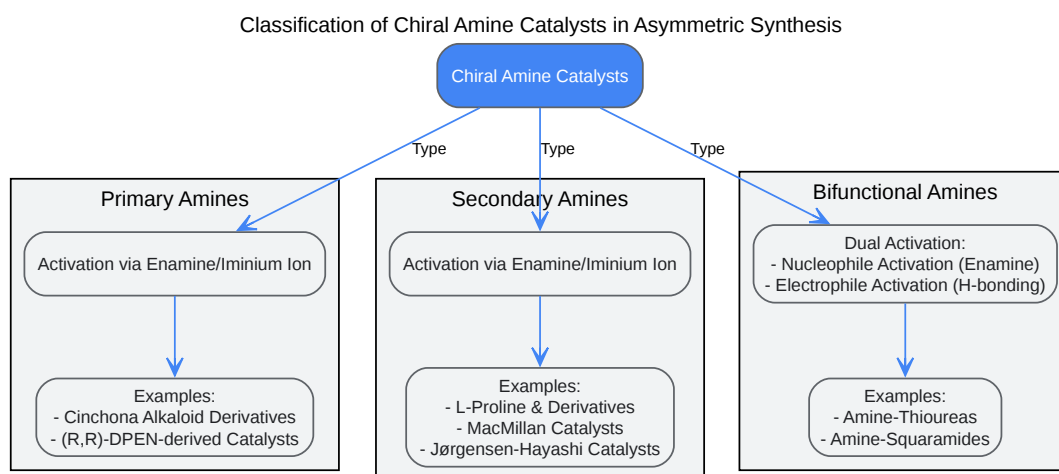 Classification of Chiral Amine Catalysts in Asymmetric Synthesis
Chiral Amine Catalysts
Type
Type
Type
Primary Amines
Activation via Enamine/Iminium Ion
Examples:
- Cinchona Alkaloid Derivatives
- (R,R)-DPEN-derived Catalysts
Secondary Amines
Activation via Enamine/Iminium Ion
Examples:
- L-Proline & Derivatives
- MacMillan Catalysts
- Jørgensen-Hayashi Catalysts
Bifunctional Amines
Dual Activation:
- Nucleophile Activation (Enamine)
- Electrophile Activation (H-bonding)
Examples:
- Amine-Thioureas
- Amine-Squaramides